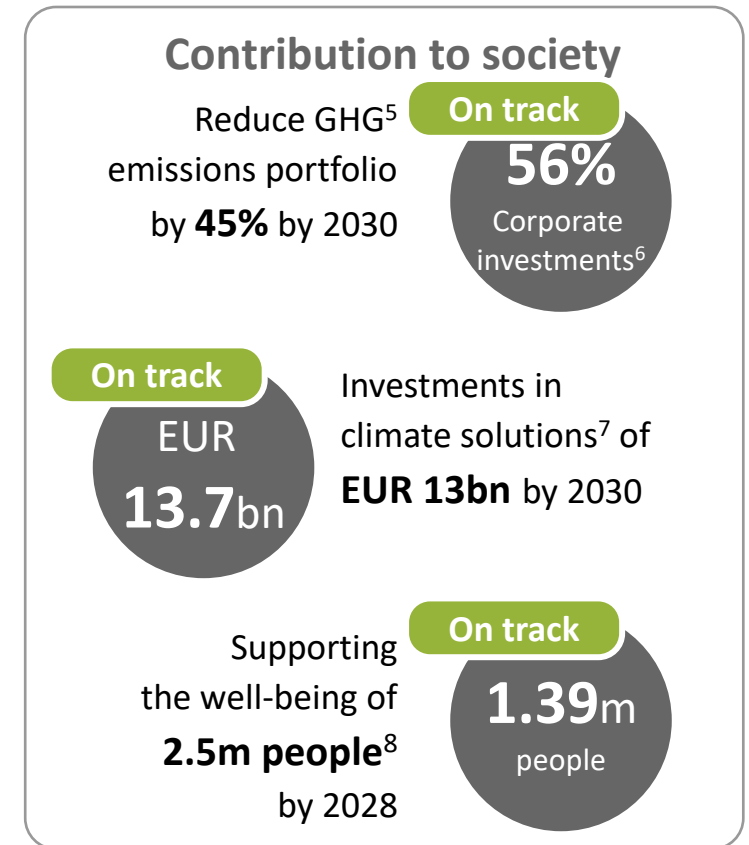 Contribution to society
Reduce GHG⁵
emissions portfolio
by 45% by 2030
On track
56%
Corporate
investments⁶
On track
EUR
13.7bn
Investments in
climate solutions⁷ of
EUR 13bn by 2030
Supporting
the well-being of
2.5m people⁸
by 2028
On track
1.39m
people